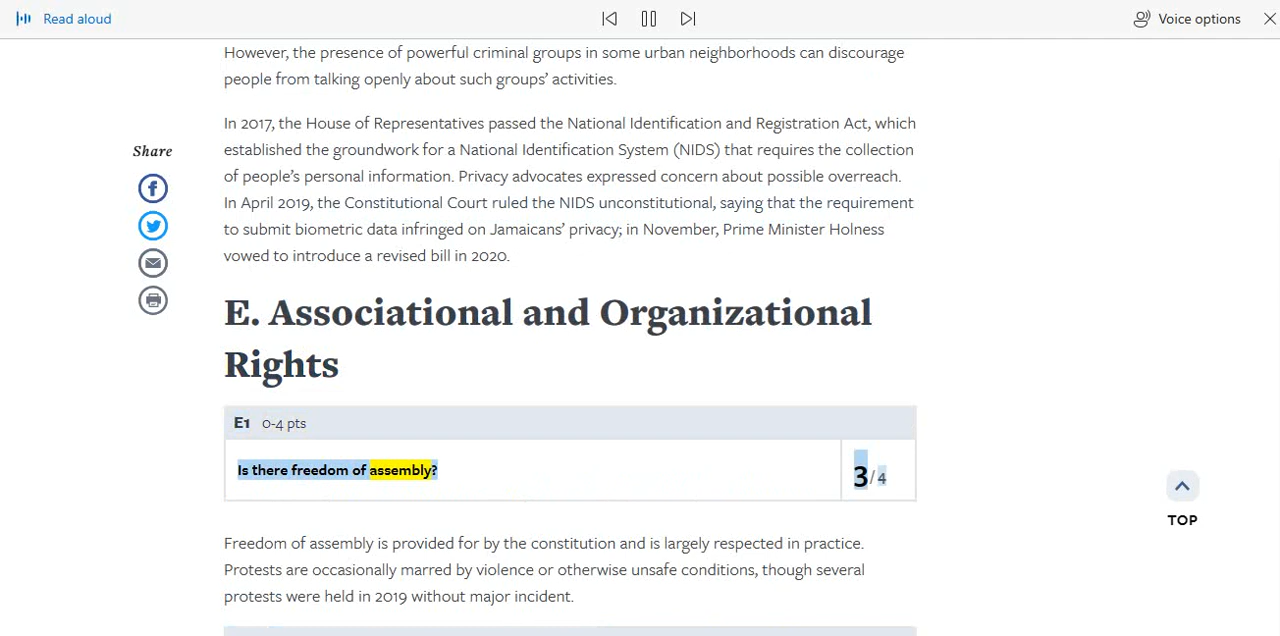 Read aloud
Voice options
However, the presence of powerful criminal groups in some urban neighborhoods can discourage
people from talking openly about such groups’ activities.
In 2017, the House of Representatives passed the National Identification and Registration Act, which
established the groundwork for a National Identification System (NIDS) that requires the collection
of people’s personal information. Privacy advocates expressed concern about possible overreach.
In April 2019, the Constitutional Court ruled the NIDS unconstitutional, saying that the requirement
to submit biometric data infringed on Jamaicans’ privacy; in November, Prime Minister Holness
vowed to introduce a revised bill in 2020.
Share
E. Associational and Organizational
Rights
E1 0-4 pts
Is there freedom of assembly?
3/4
Freedom of assembly is provided for by the constitution and is largely respected in practice.
Protests are occasionally marred by violence or otherwise unsafe conditions, though several
protests were held in 2019 without major incident.
TOP